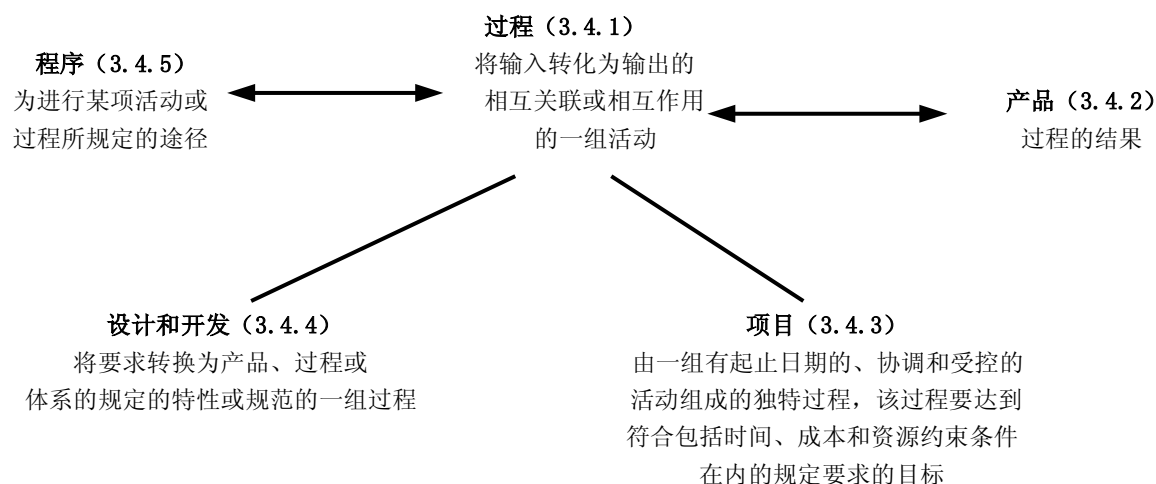 过程（3.4.1）
将输入转化为输出的
相互关联或相互作用
的一组活动
程序（3.4.5）
为进行某项活动或
过程所规定的途径
产品（3.4.2）
过程的结果
设计和开发（3.4.4）
将要求转换为产品、过程或
体系的规定的特性或规范的一组过程
项目（3.4.3）
由一组有起止日期的、协调和受控的
活动组成的独特过程，该过程要达到
符合包括时间、成本和资源约束条件
在内的规定要求的目标